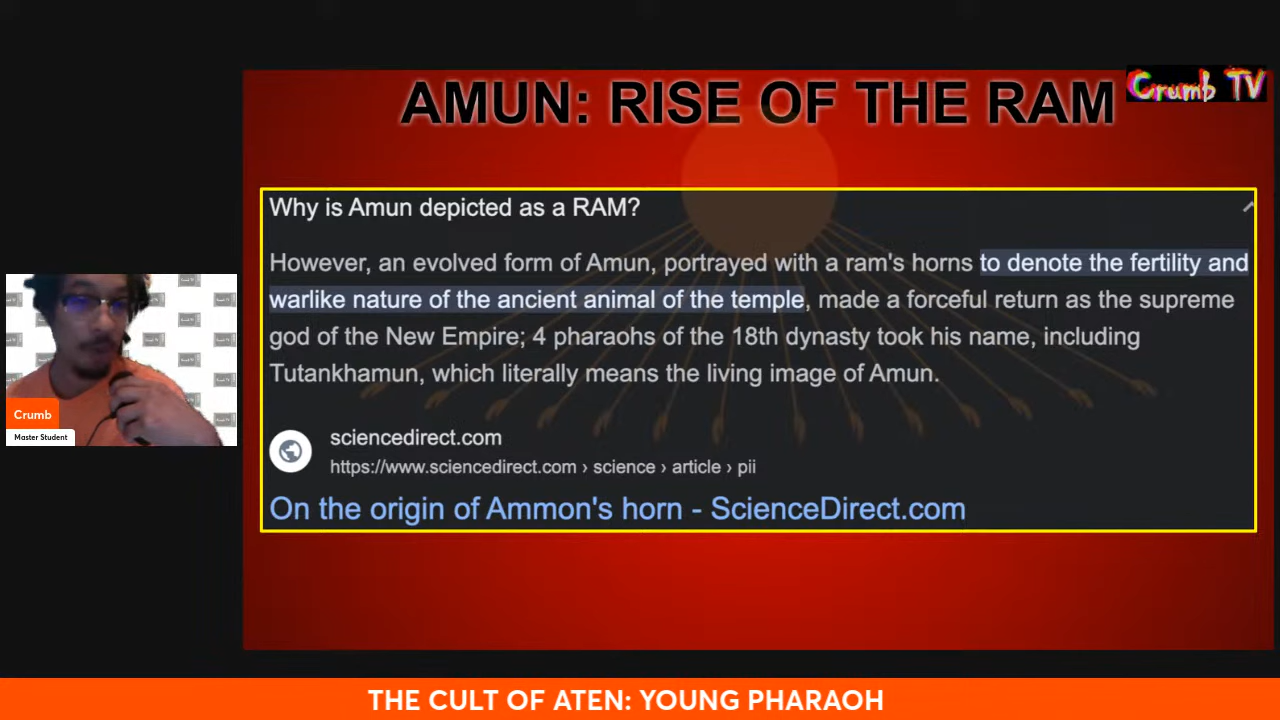 AMUN: RISE OF THE RAM
Crumb TV
Why is Amun depicted as a RAM?
However, an evolved form of Amun, portrayed with a ram's horns to denote the fertility and
warlike nature of the ancient animal of the temple, made a forceful return as the supreme
god of the New Empire; 4 pharaohs of the 18th dynasty took his name, including
Tutankhamun, which literally means the living image of Amun.
sciencedirect.com
https://www.sciencedirect.com › science › article › pii
On the origin of Ammon's horn - ScienceDirect.com
Crumb
Master Student
THE CULT OF ATEN: YOUNG PHARAOH